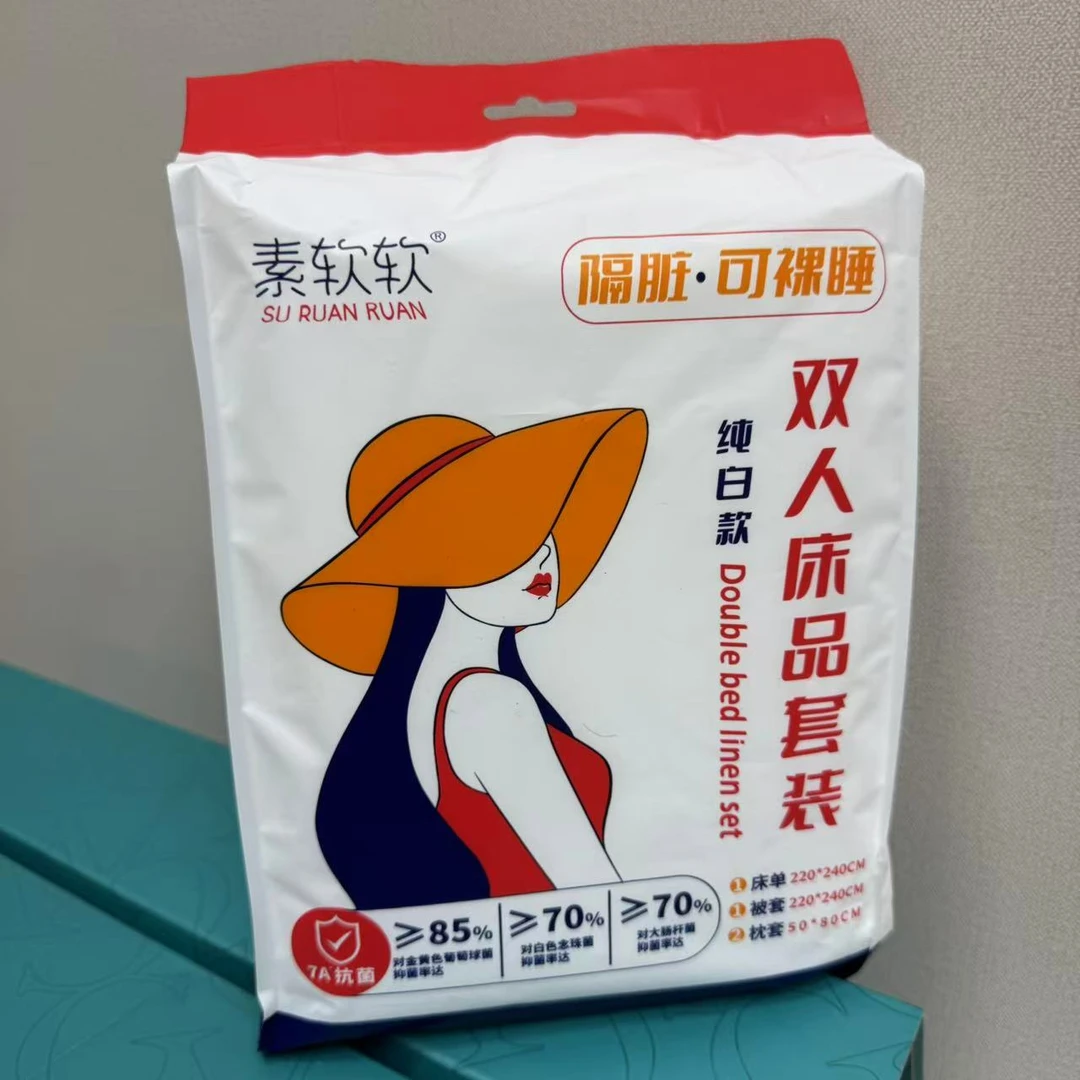 素软软®
SU RUAN RUAN
隔脏·可裸睡
双人床品套装
纯白款
Double bed linen set
1 床单 220*240CM
1 被套 220*240CM
2 枕套 50*80CM
7A抗菌
≥85%
对金黄色葡萄球菌
抑菌率达
≥70%
对白色念珠菌
抑菌率达
≥70%
对大肠杆菌
抑菌率达